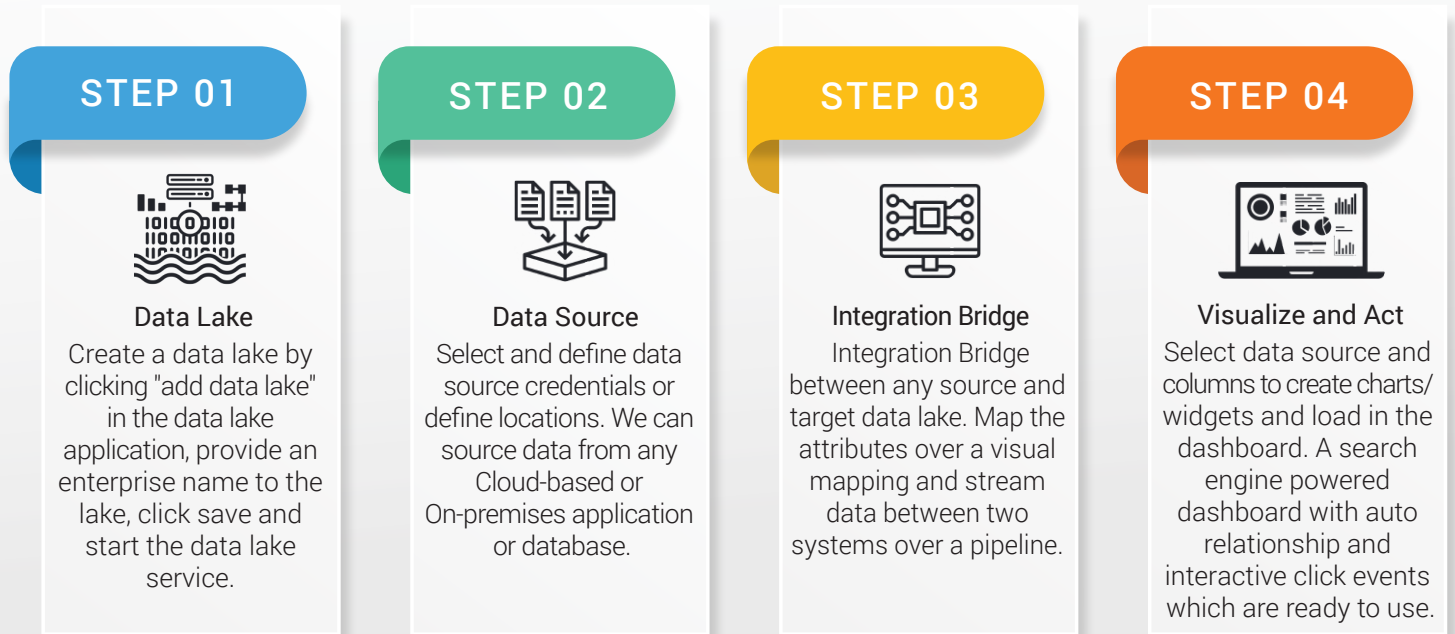 STEP 01
Data Lake
Create a data lake by
clicking "add data lake"
in the data lake
application, provide an
enterprise name to the
lake, click save and
start the data lake
service.
STEP 02
Data Source
Select and define data
source credentials or
define locations. We can
source data from any
Cloud-based or
On-premises application
or database.
STEP 03
Integration Bridge
Integration Bridge
between any source and
target data lake. Map the
attributes over a visual
mapping and stream
data between two
systems over a pipeline.
STEP 04
Visualize and Act
Select data source and
columns to create charts/
widgets and load in the
dashboard. A search
engine powered
dashboard with auto
relationship and
interactive click events
which are ready to use.